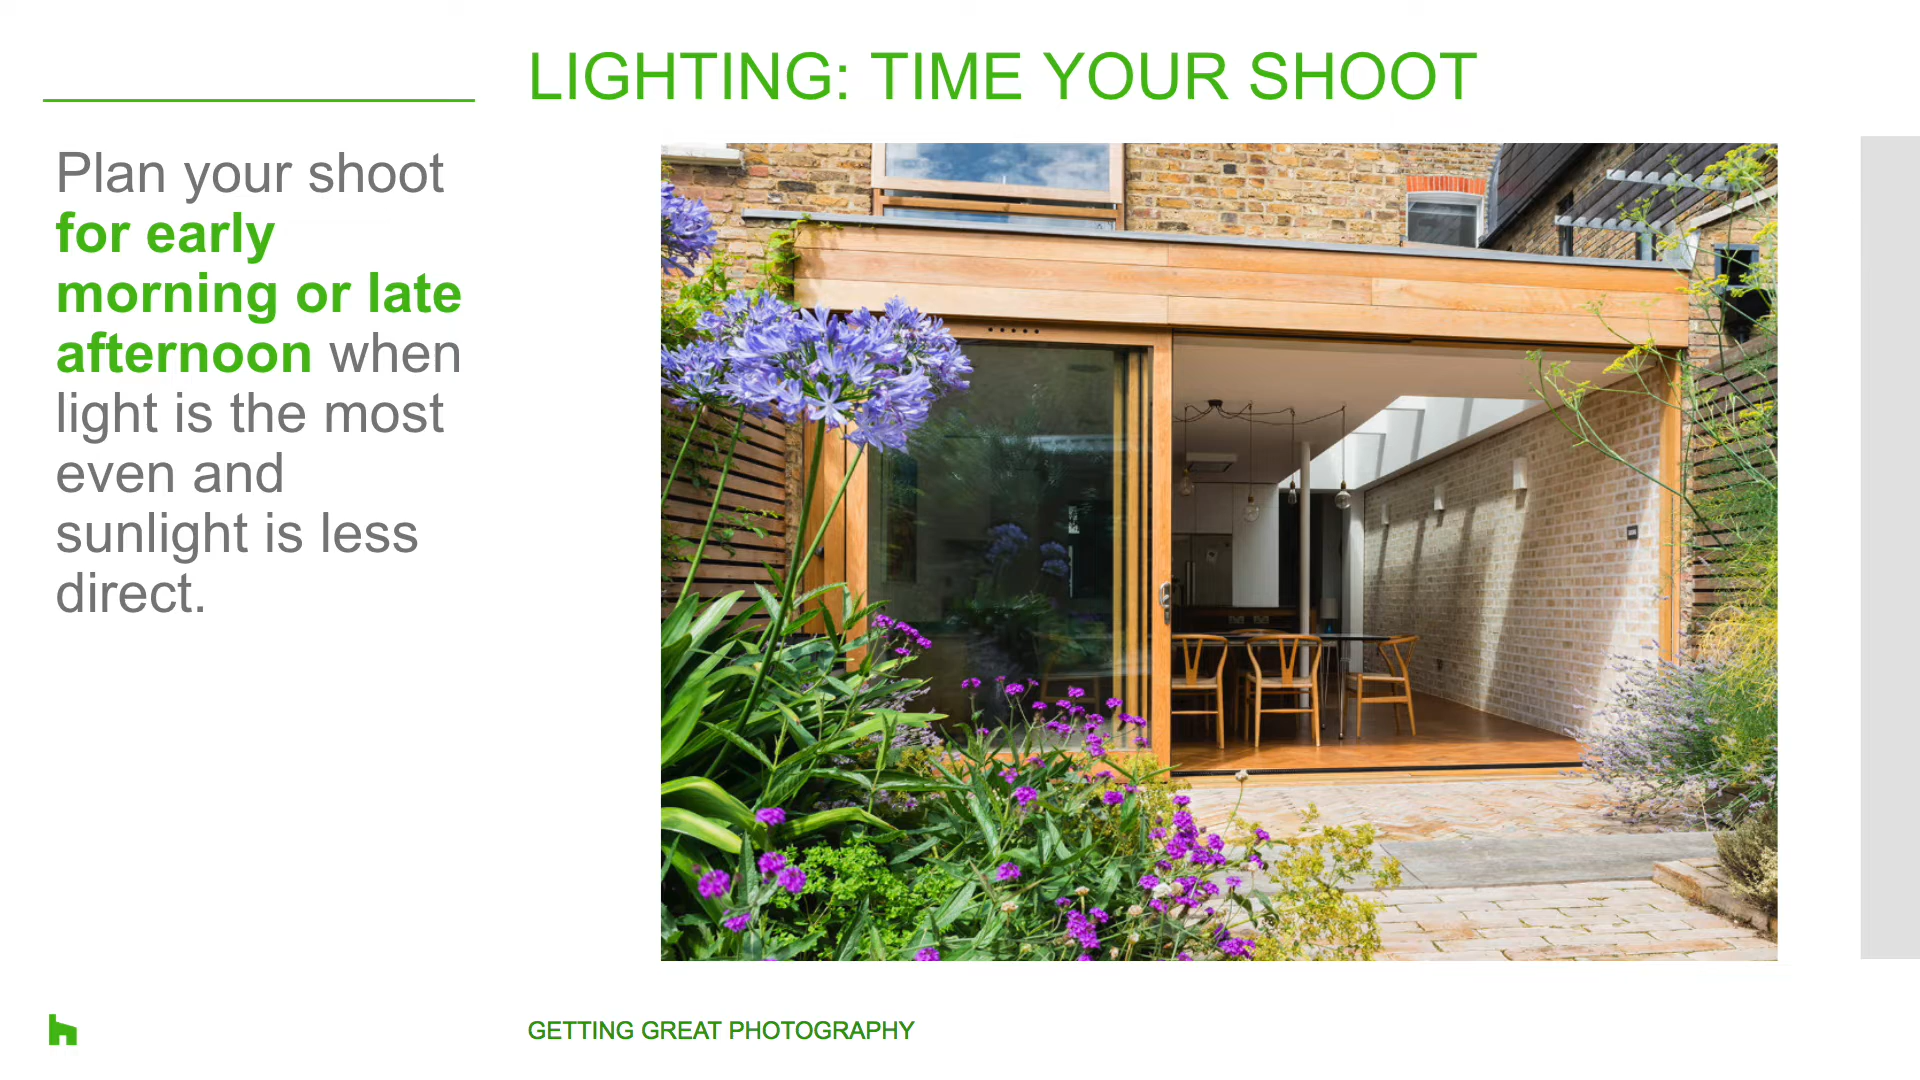 LIGHTING: TIME YOUR SHOOT
Plan your shoot
for early
morning or late
afternoon when
light is the most
even and
sunlight is less
direct.
GETTING GREAT PHOTOGRAPHY